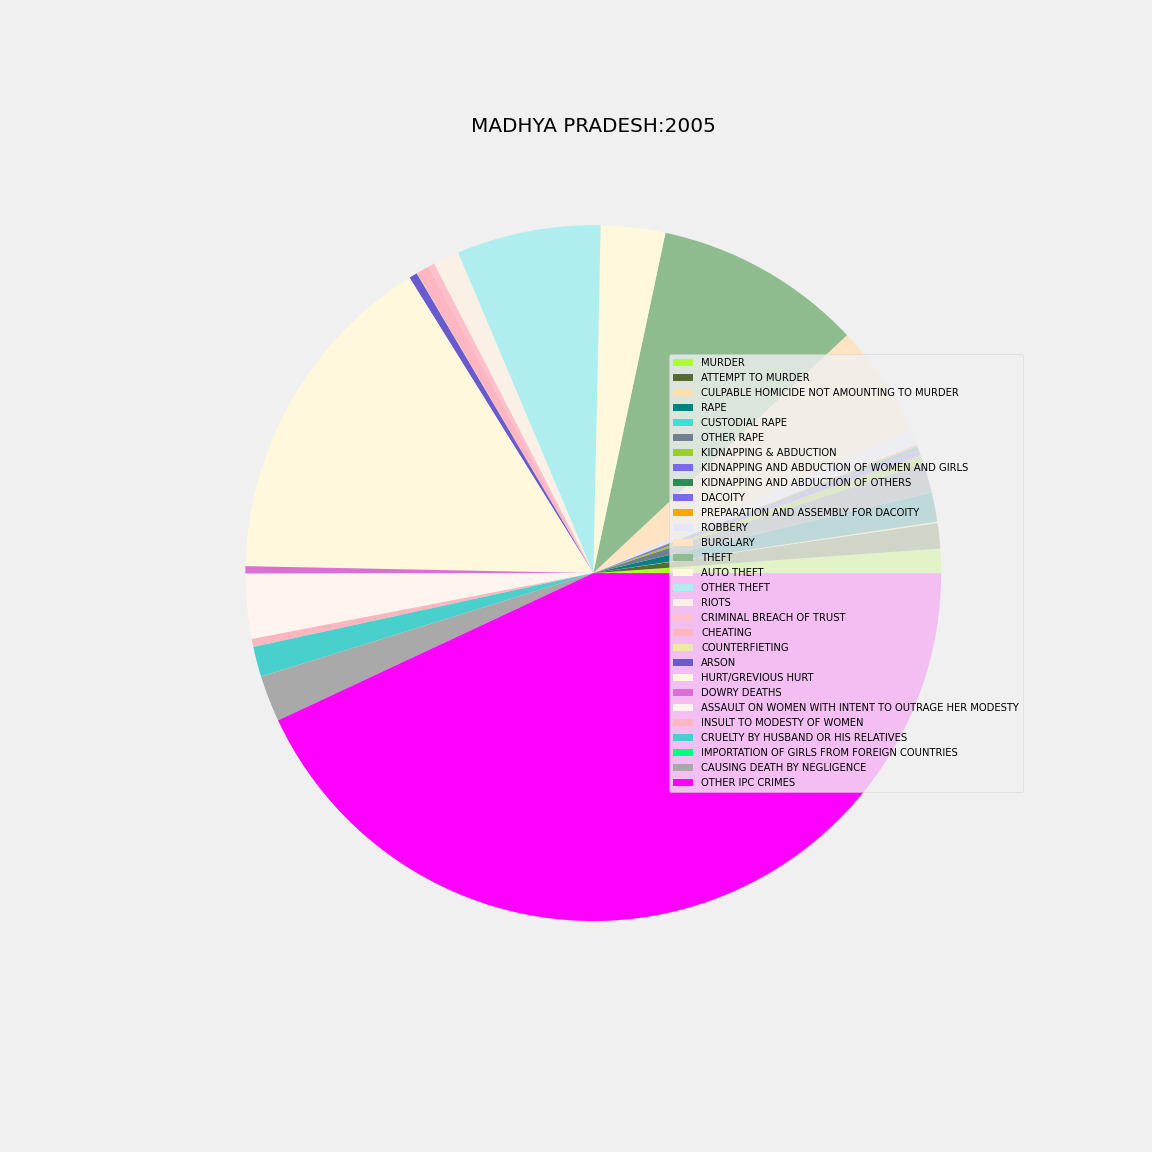 MADHYA PRADESH:2005
MURDER
ATTEMPT TO MURDER
CULPABLE HOMICIDE NOT AMOUNTING TO MURDER
RAPE
CUSTODIAL RAPE
OTHER RAPE
KIDNAPPING & ABDUCTION
KIDNAPPING AND ABDUCTION OF WOMEN AND GIRLS
KIDNAPPING AND ABDUCTION OF OTHERS
DACOITY
PREPARATION AND ASSEMBLY FOR DACOITY
ROBBERY
BURGLARY
THEFT
AUTO THEFT
OTHER THEFT
RIOTS
CRIMINAL BREACH OF TRUST
CHEATING
COUNTERFIETING
ARSON
HURT/GREVIOUS HURT
DOWRY DEATHS
ASSAULT ON WOMEN WITH INTENT TO OUTRAGE HER MODESTY
INSULT TO MODESTY OF WOMEN
CRUELTY BY HUSBAND OR HIS RELATIVES
IMPORTATION OF GIRLS FROM FOREIGN COUNTRIES
CAUSING DEATH BY NEGLIGENCE
OTHER IPC CRIMES